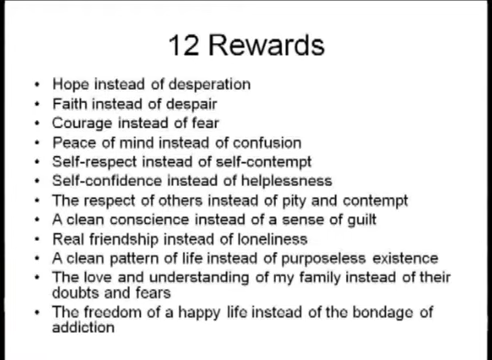 12 Rewards
• Hope instead of desperation
• Faith instead of despair
• Courage instead of fear
• Peace of mind instead of confusion
• Self-respect instead of self-contempt
• Self-confidence instead of helplessness
• The respect of others instead of pity and contempt
• A clean conscience instead of a sense of guilt
• Real friendship instead of loneliness
• A clean pattern of life instead of purposeless existence
• The love and understanding of my family instead of their
doubts and fears
• The freedom of a happy life instead of the bondage of
addiction